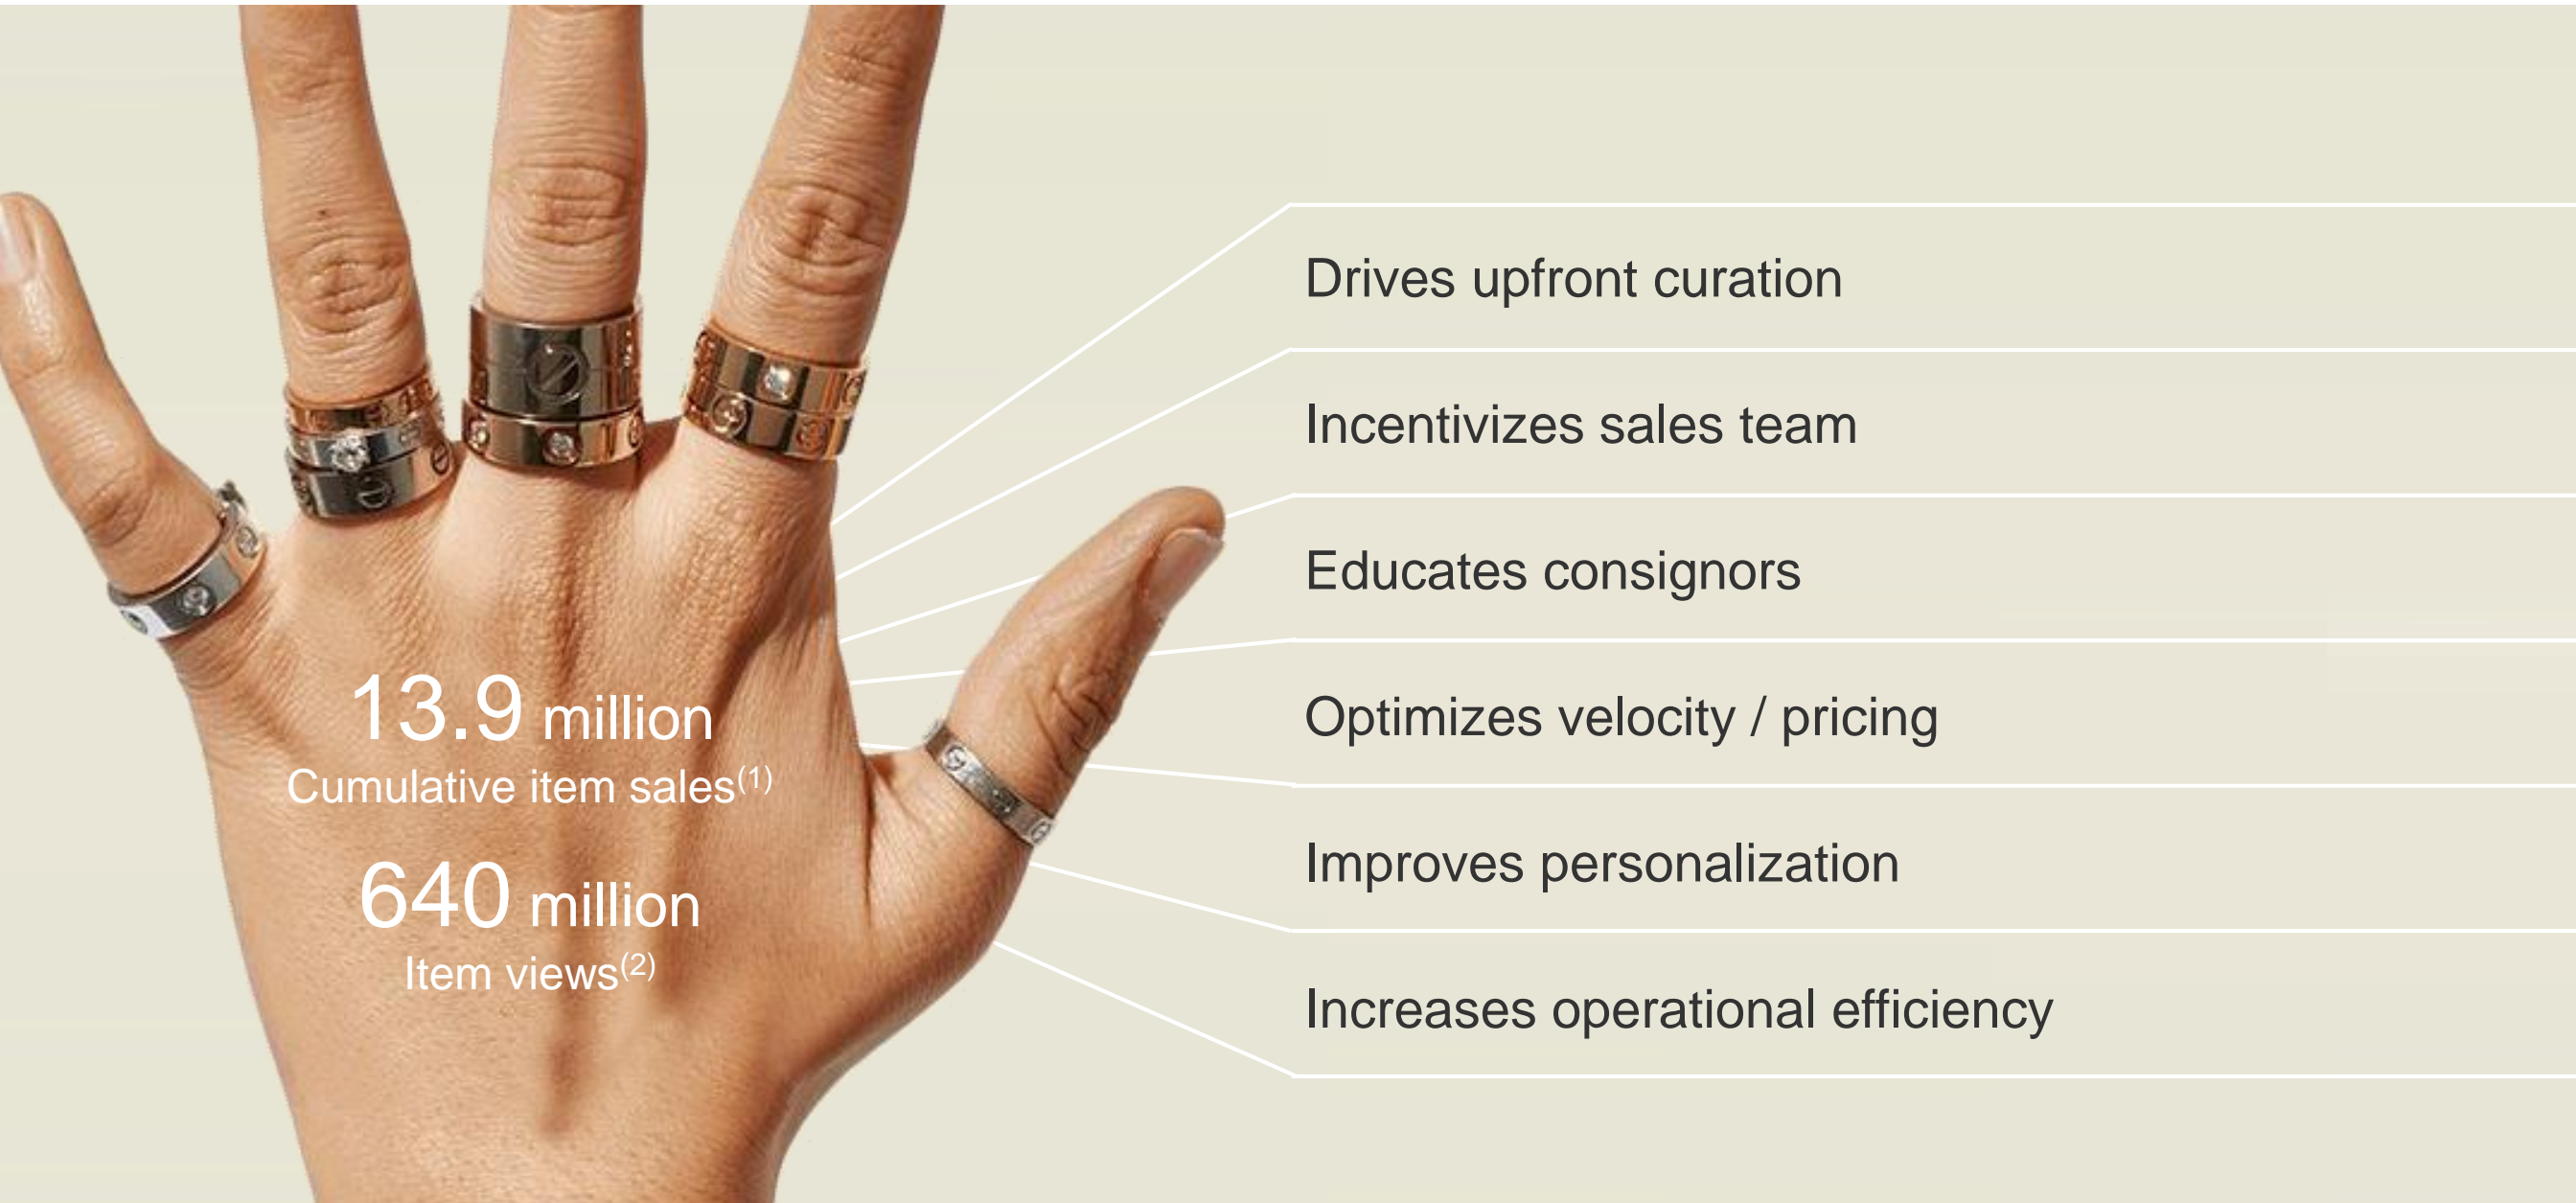 13.9 million
Cumulative item sales(1)
640 million
Item views(2)
Drives upfront curation
Incentivizes sales team
Educates consignors
Optimizes velocity / pricing
Improves personalization
Increases operational efficiency